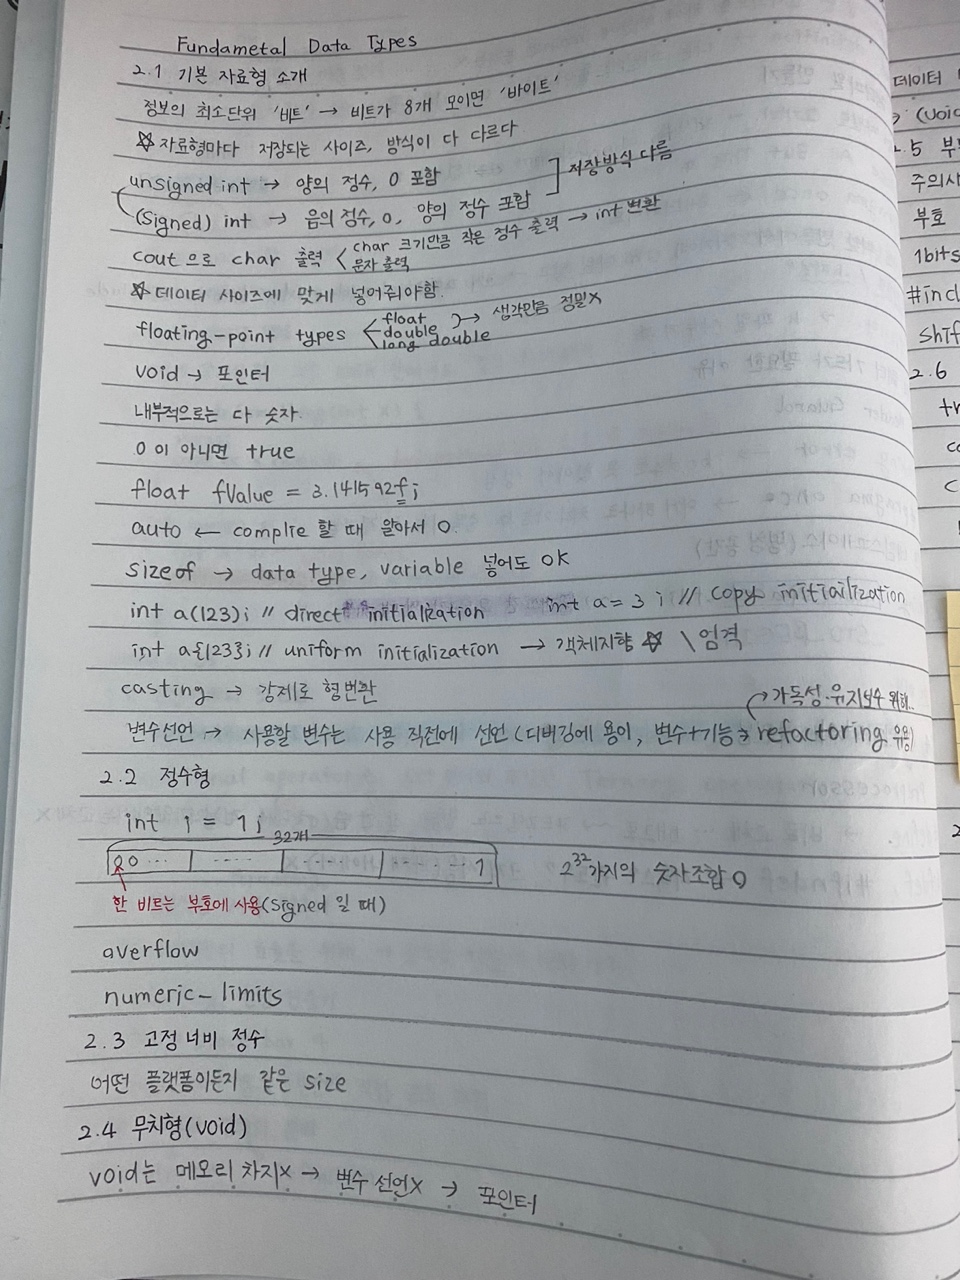 Fundametal Data Types
2.1 기본 자료형 소개
정보의 최소단위 '비트' → 비트가 8개 모이면 '바이트'
☆ 자료형마다 저장되는 사이즈, 방식이 다 다르다
unsigned int → 양의 정수, 0 포함
(Signed) int → 음의 정수, 0, 양의 정수 포함 ] 저장방식 다름
cout 으로 char 출력 < char 크기만큼 작은 정수 출력 → int 변환
문자 출력
☆ 데이터 사이즈에 맞게 넣어줘야함.
floating-point types < float
double
long double
> → 생각만큼 정밀X
void → 포인터
내부적으로는 다 숫자.
0 이 아니면 true
float fValue = 3.141592f;
auto ← complie 할 때 알아서 O.
sizeof → data type, variable 넣어도 OK
int a(123); // direct initialization int a = 3 ; // copy initiailization
int a{123}; // uniform initialization → 객체지향 ☆ \ 엄격
casting → 강제로 형변환
→ 가독성·유지보수 위해..
변수선언 → 사용할 변수는 사용 직전에 선언 (디버깅에 용이, 변수+기능 → refactoring 유용)
2.2 정수형
int i = 1;
32개
00... ..... ..... ..... 1 2^32가지의 숫자조합 O
한 비트는 부호에 사용(signed 일 때)
overflow
numeric_limits
2.3 고정 너비 정수
어떤 플랫폼이든지 같은 size
2.4 무치형(void)
void는 메모리 차지X → 변수 선언X → 포인터
데이터
(void
.5 부
주의사
부호
1bits
#incl
shif
2.6
tr
co
C